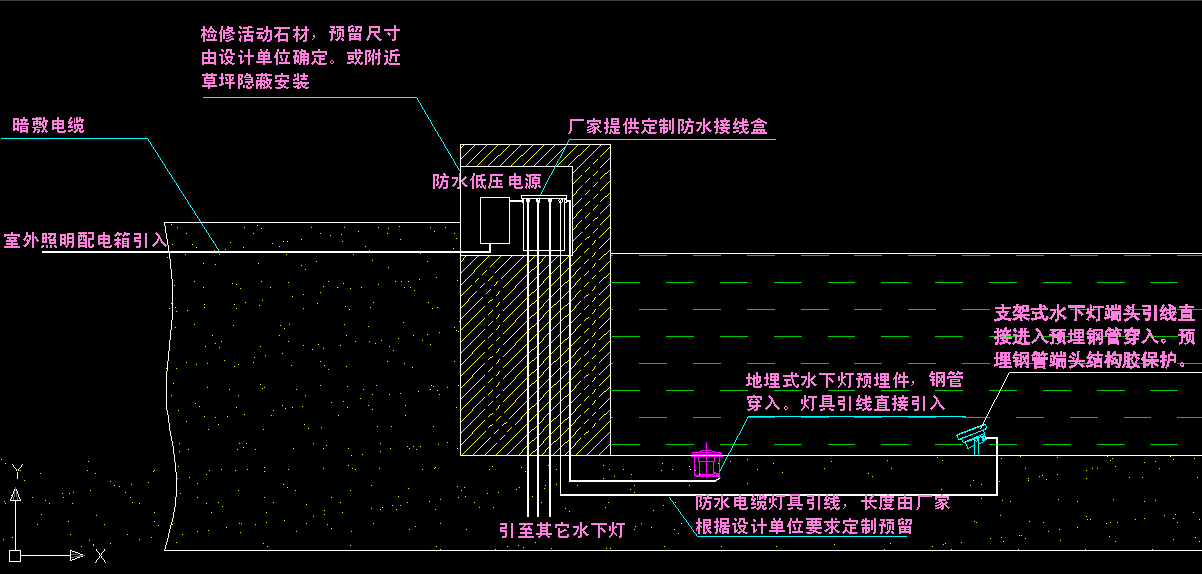 检修活动石材，预留尺寸
由设计单位确定。或附近
草坪隐蔽安装
暗敷电缆
厂家提供定制防水接线盒
防水低压电源
室外照明配电箱引入
支架式水下灯端头引线直
接进入预埋钢管穿入。预
埋钢管端头结构胶保护。
地埋式水下灯预埋件，钢管
穿入。灯具引线直接引入
防水电缆灯具引线，长度由厂家
根据设计单位要求定制预留
引至其它水下灯
Y
X